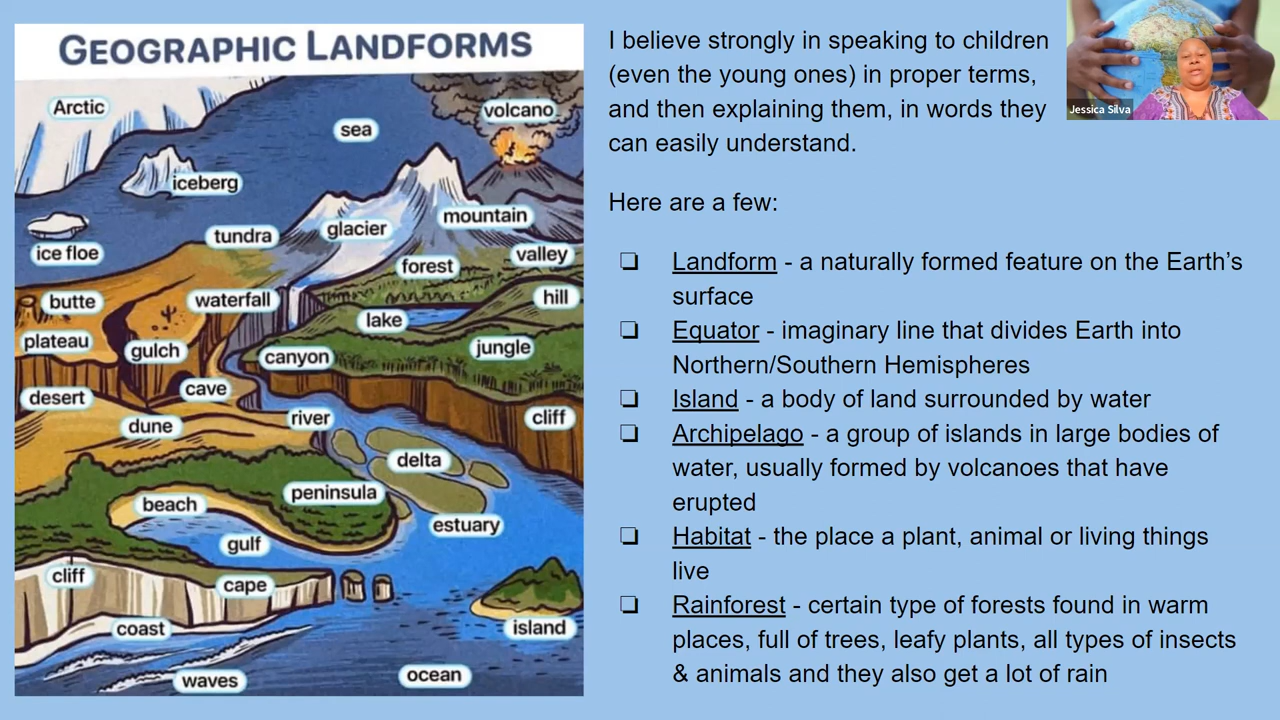 GEOGRAPHIC LANDFORMS
Arctic
volcano
sea
iceberg
mountain
glacier
tundra
ice floe
valley
forest
butte
waterfall
hill
lake
plateau
gulch
canyon
jungle
cave
desert
river
cliff
dune
delta
peninsula
beach
estuary
gulf
cliff
cape
coast
island
waves
ocean
I believe strongly in speaking to children
(even the young ones) in proper terms,
and then explaining them, in words they
can easily understand.
Here are a few:
❏ Landform - a naturally formed feature on the Earth’s
surface
❏ Equator - imaginary line that divides Earth into
Northern/Southern Hemispheres
❏ Island - a body of land surrounded by water
❏ Archipelago - a group of islands in large bodies of
water, usually formed by volcanoes that have
erupted
❏ Habitat - the place a plant, animal or living things
live
❏ Rainforest - certain type of forests found in warm
places, full of trees, leafy plants, all types of insects
& animals and they also get a lot of rain
Jessica Silva